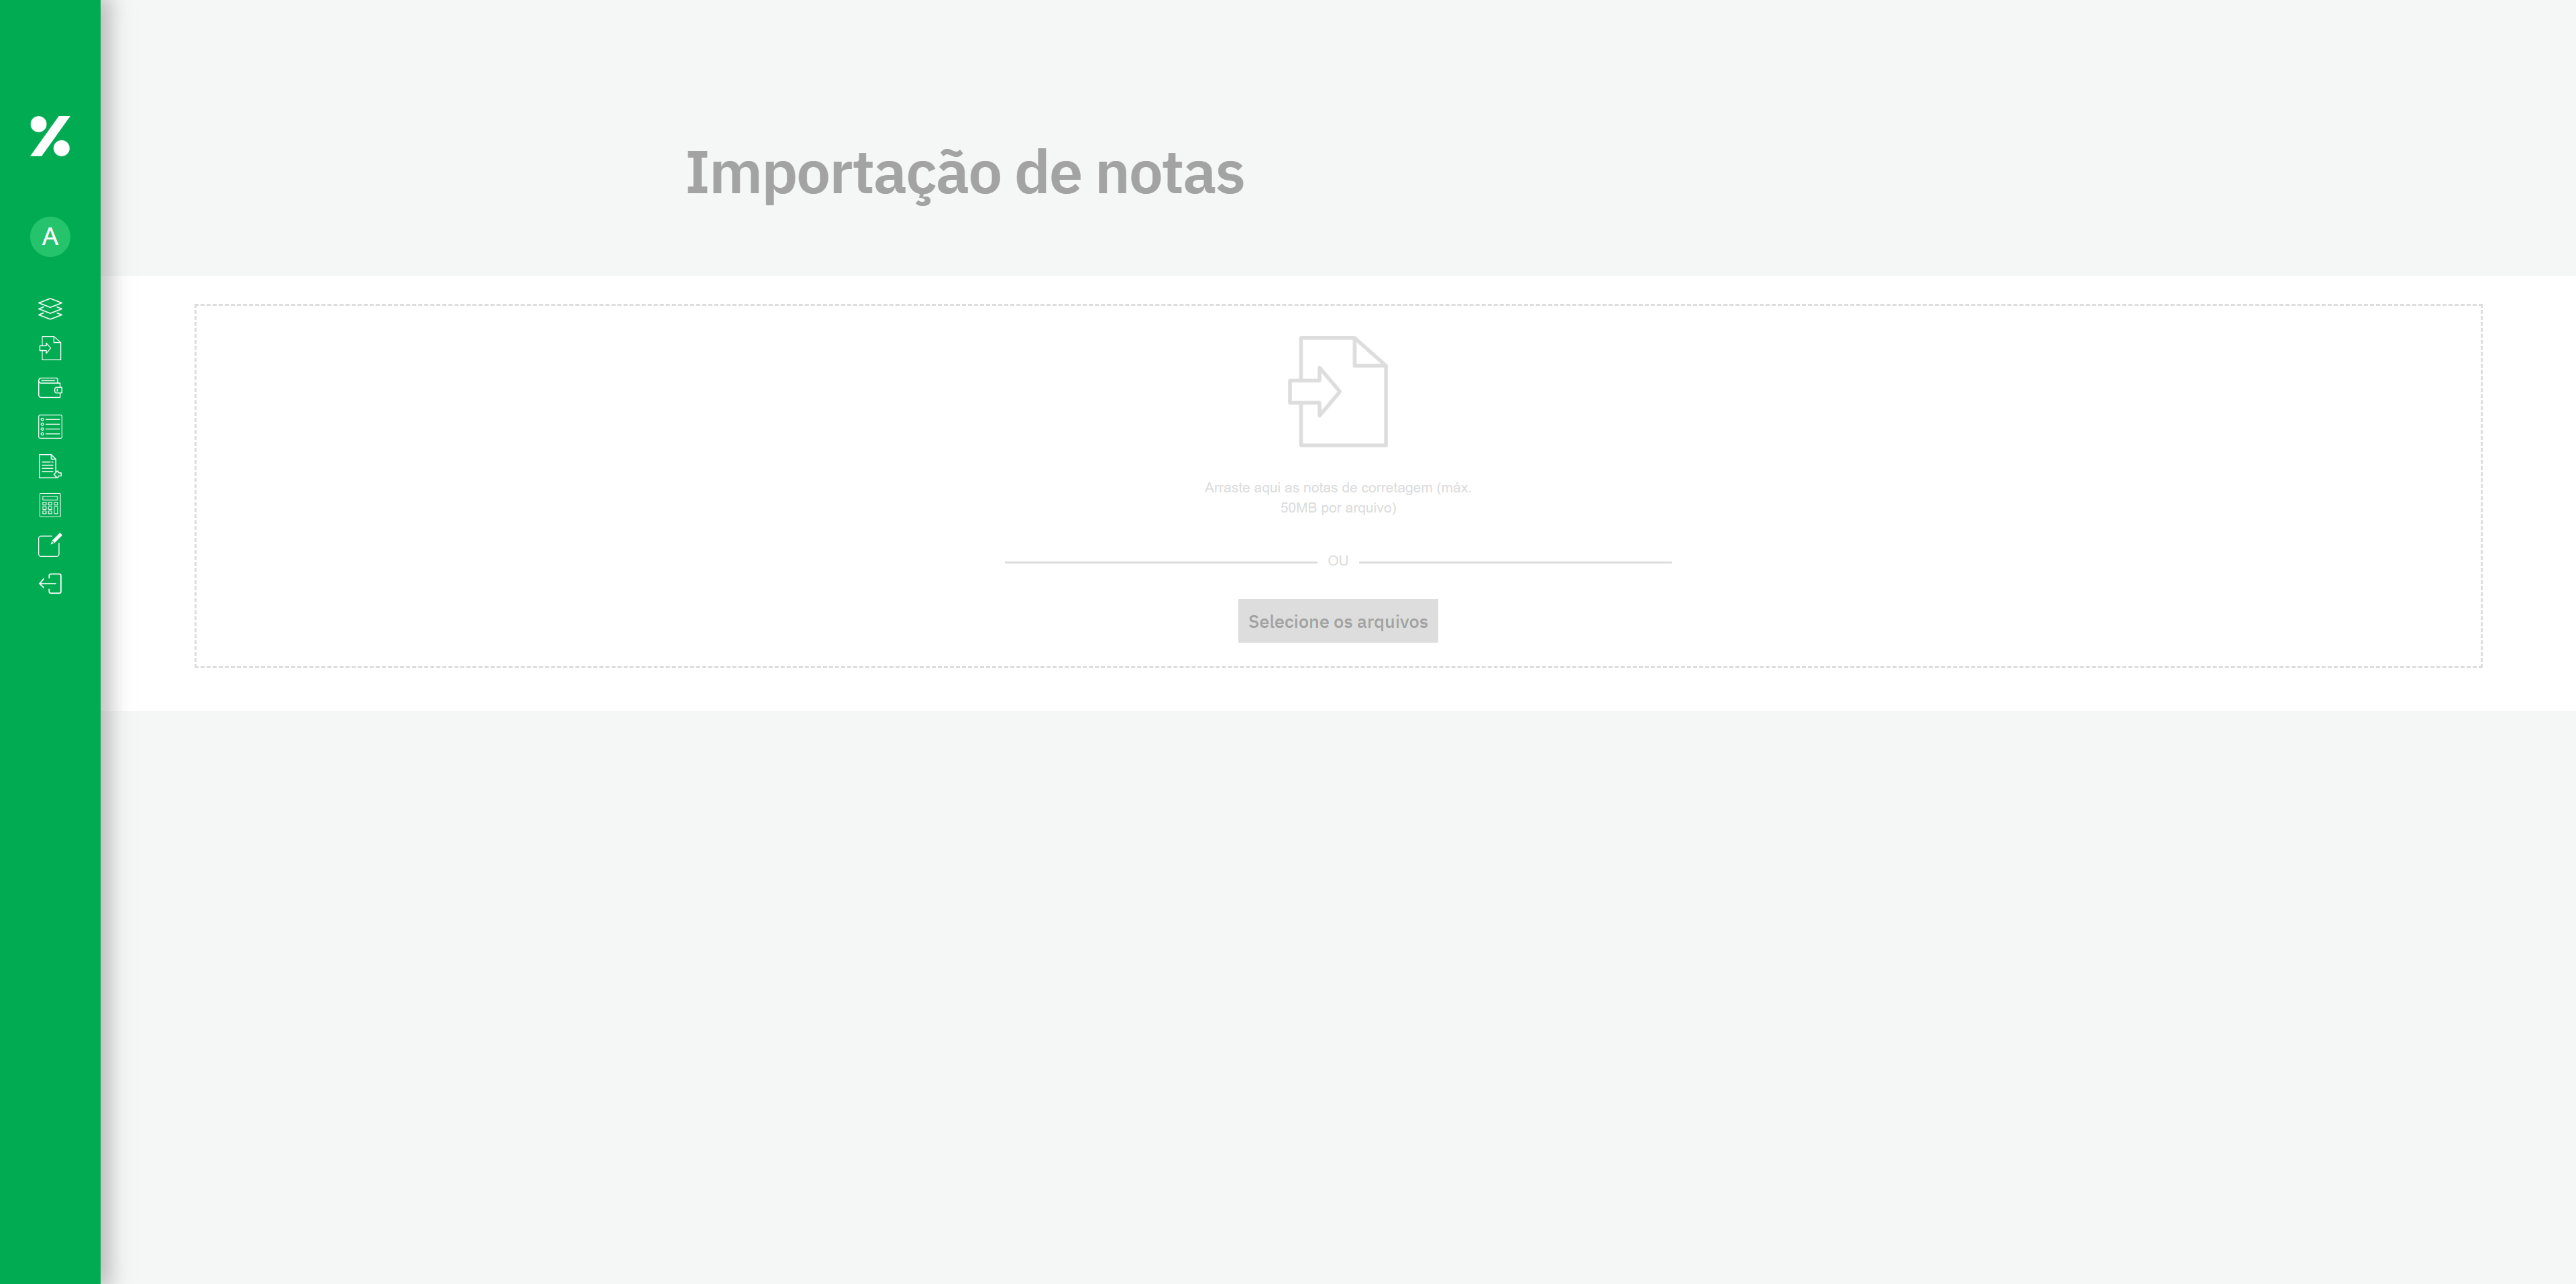 Importação de notas
A
Arraste aqui as notas de corretagem (máx.
50MB por arquivo)
OU
Selecione os arquivos